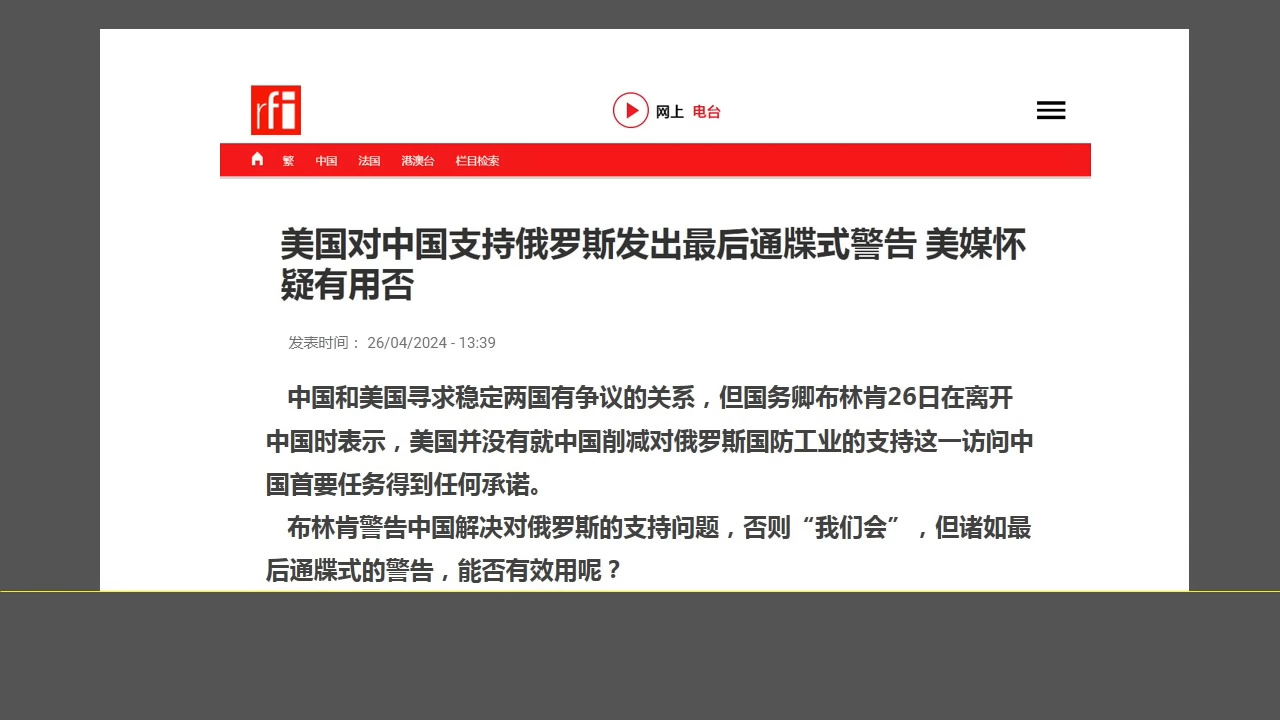 rfi
网上 电台
繁 中国 法国 港澳台 栏目检索
美国对中国支持俄罗斯发出最后通牒式警告 美媒怀
疑有用否
发表时间： 26/04/2024 - 13:39
中国和美国寻求稳定两国有争议的关系，但国务卿布林肯26日在离开
中国时表示，美国并没有就中国削减对俄罗斯国防工业的支持这一访问中
国首要任务得到任何承诺。
布林肯警告中国解决对俄罗斯的支持问题，否则“我们会”，但诸如最
后通牒式的警告，能否有效用呢？